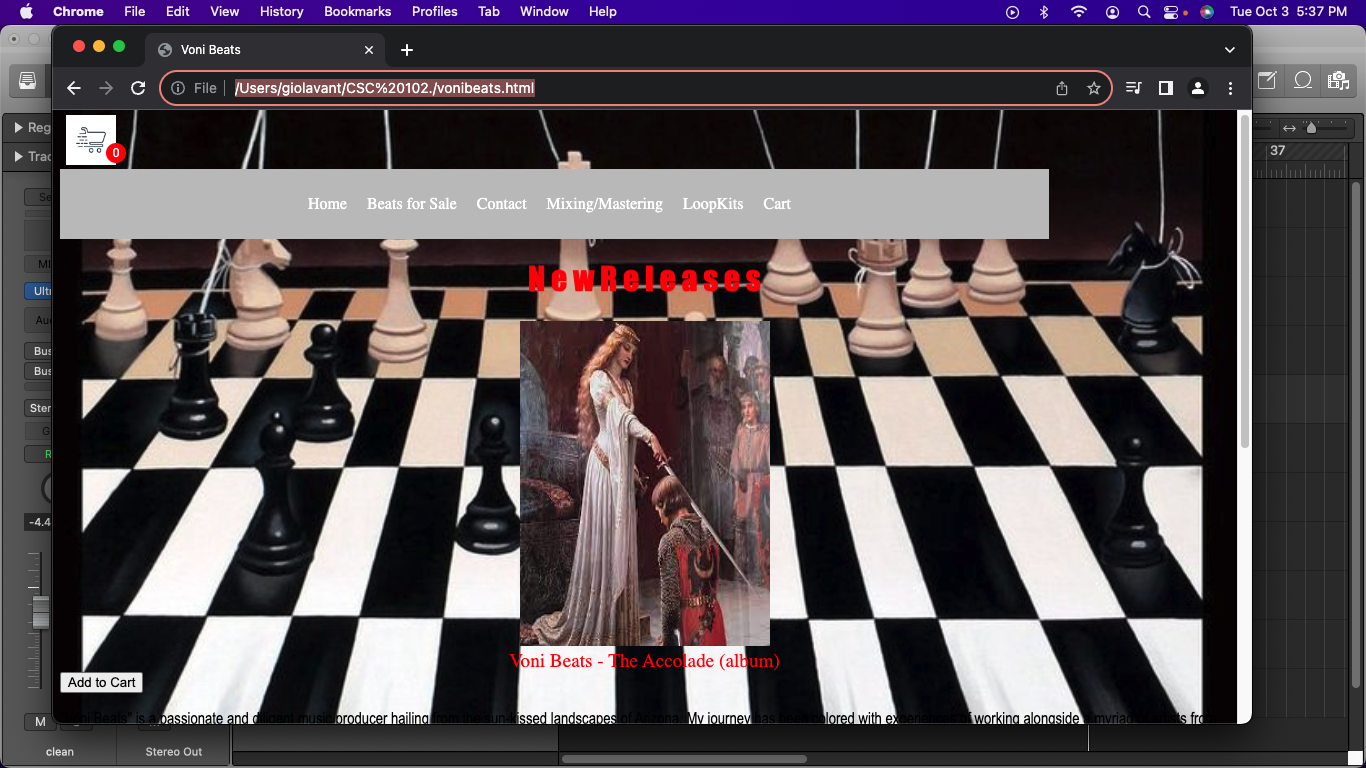 Chrome File Edit View History Bookmarks Profiles Tab Window Help Tue Oct 3 5:37 PM
Voni Beats
File /Users/giolavant/CSC%20102./vonibeats.html
0
37
Home Beats for Sale Contact Mixing/Mastering LoopKits Cart
NewReleases
Voni Beats - The Accolade (album)
Add to Cart
Beats" is a passionate and diligent music producer hailing from the sun-kissed landscapes of Arizona. My journey has been colored with experiences of working alongside a myriad of artists fro
-4.4
M
clean Stereo Out